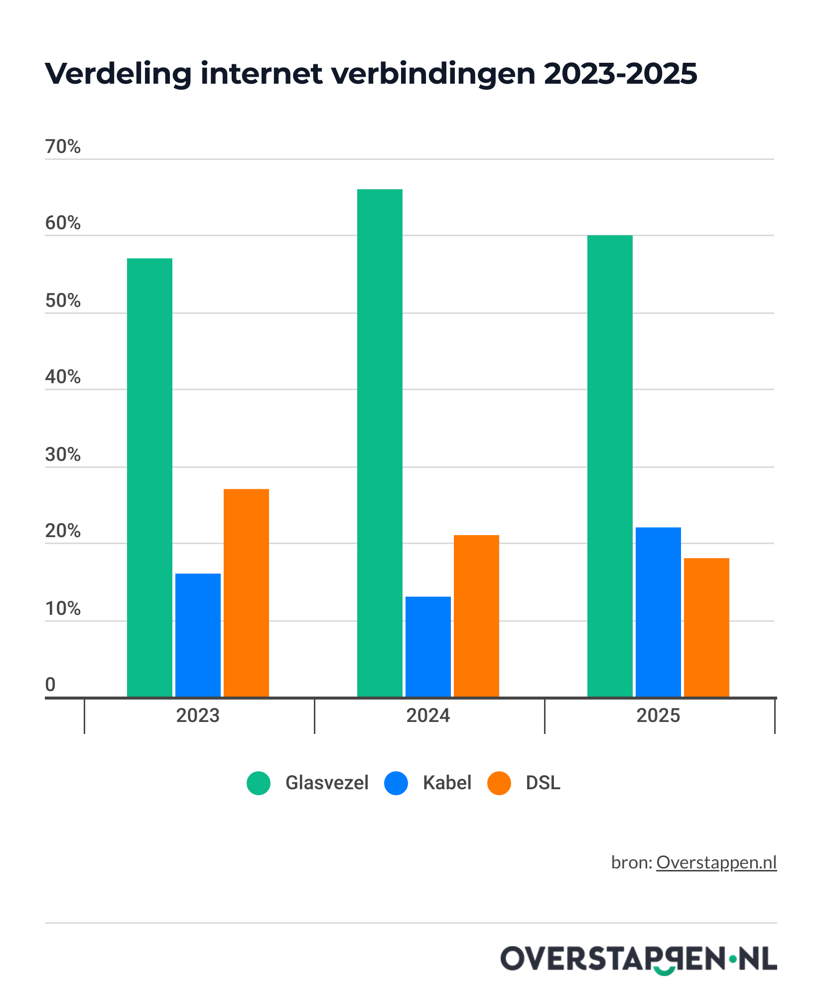 Verdeling internet verbindingen 2023-2025
70%
60%
50%
40%
30%
20%
10%
0
2023 2024 2025
Glasvezel Kabel DSL
bron: Overstappen.nl
OVERSTAPPEN.NL